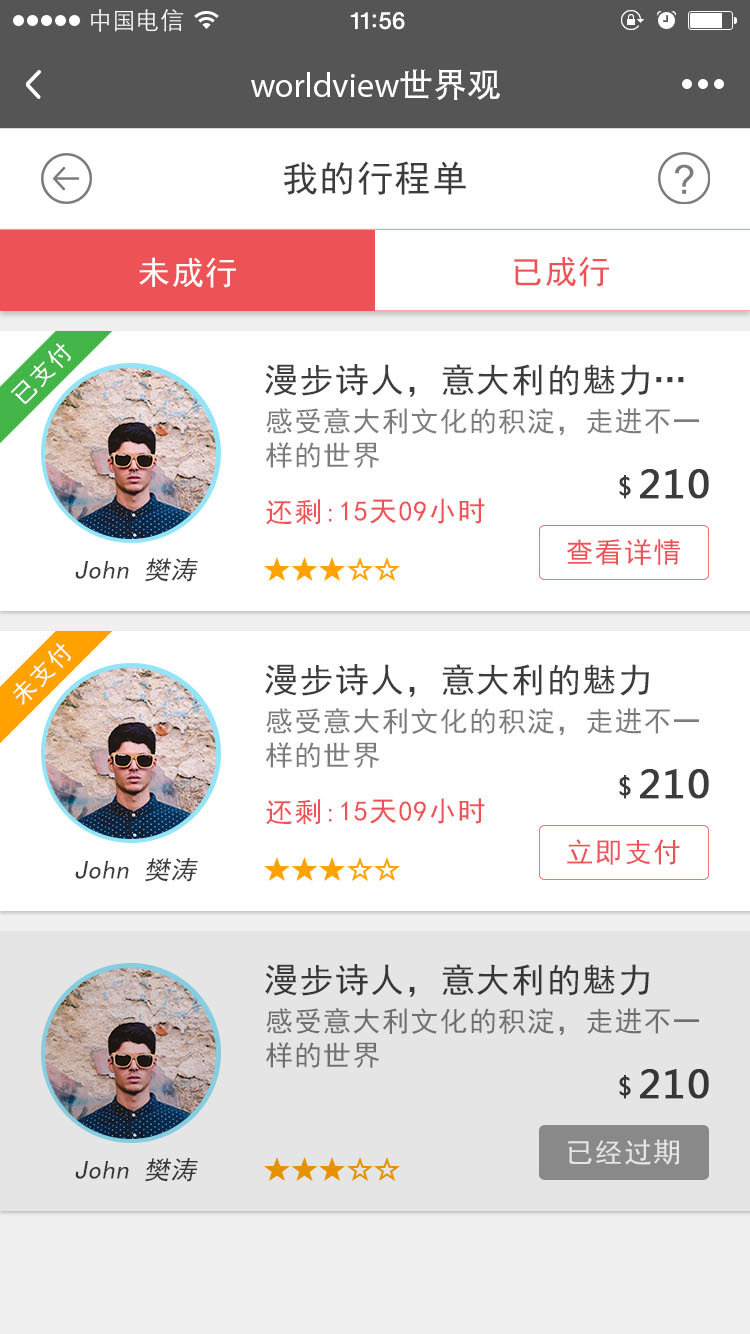 中国电信
11:56
worldview世界观
我的行程单
?
未成行
已成行
已支付
漫步诗人，意大利的魅力…
感受意大利文化的积淀，走进不一
样的世界
$210
还剩:15天09小时
查看详情
John 樊涛
未支付
漫步诗人，意大利的魅力
感受意大利文化的积淀，走进不一
样的世界
$210
还剩:15天09小时
立即支付
John 樊涛
漫步诗人，意大利的魅力
感受意大利文化的积淀，走进不一
样的世界
$210
已经过期
John 樊涛